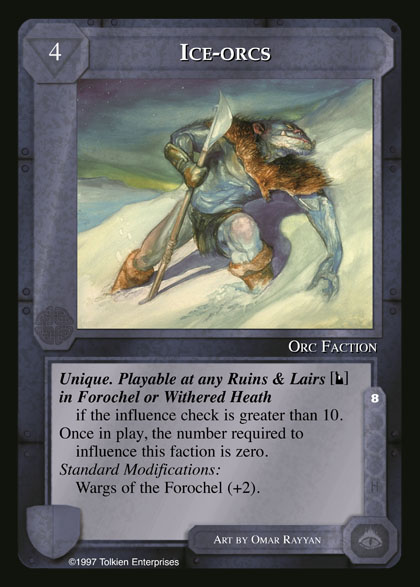 4
Ice-orcs
Orc Faction
Unique. Playable at any Ruins & Lairs []
in Forochel or Withered Heath
if the influence check is greater than 10.
Once in play, the number required to
influence this faction is zero.
Standard Modifications:
Wargs of the Forochel (+2).
8
H
Art by Omar Rayyan
©1997 Tolkien Enterprises